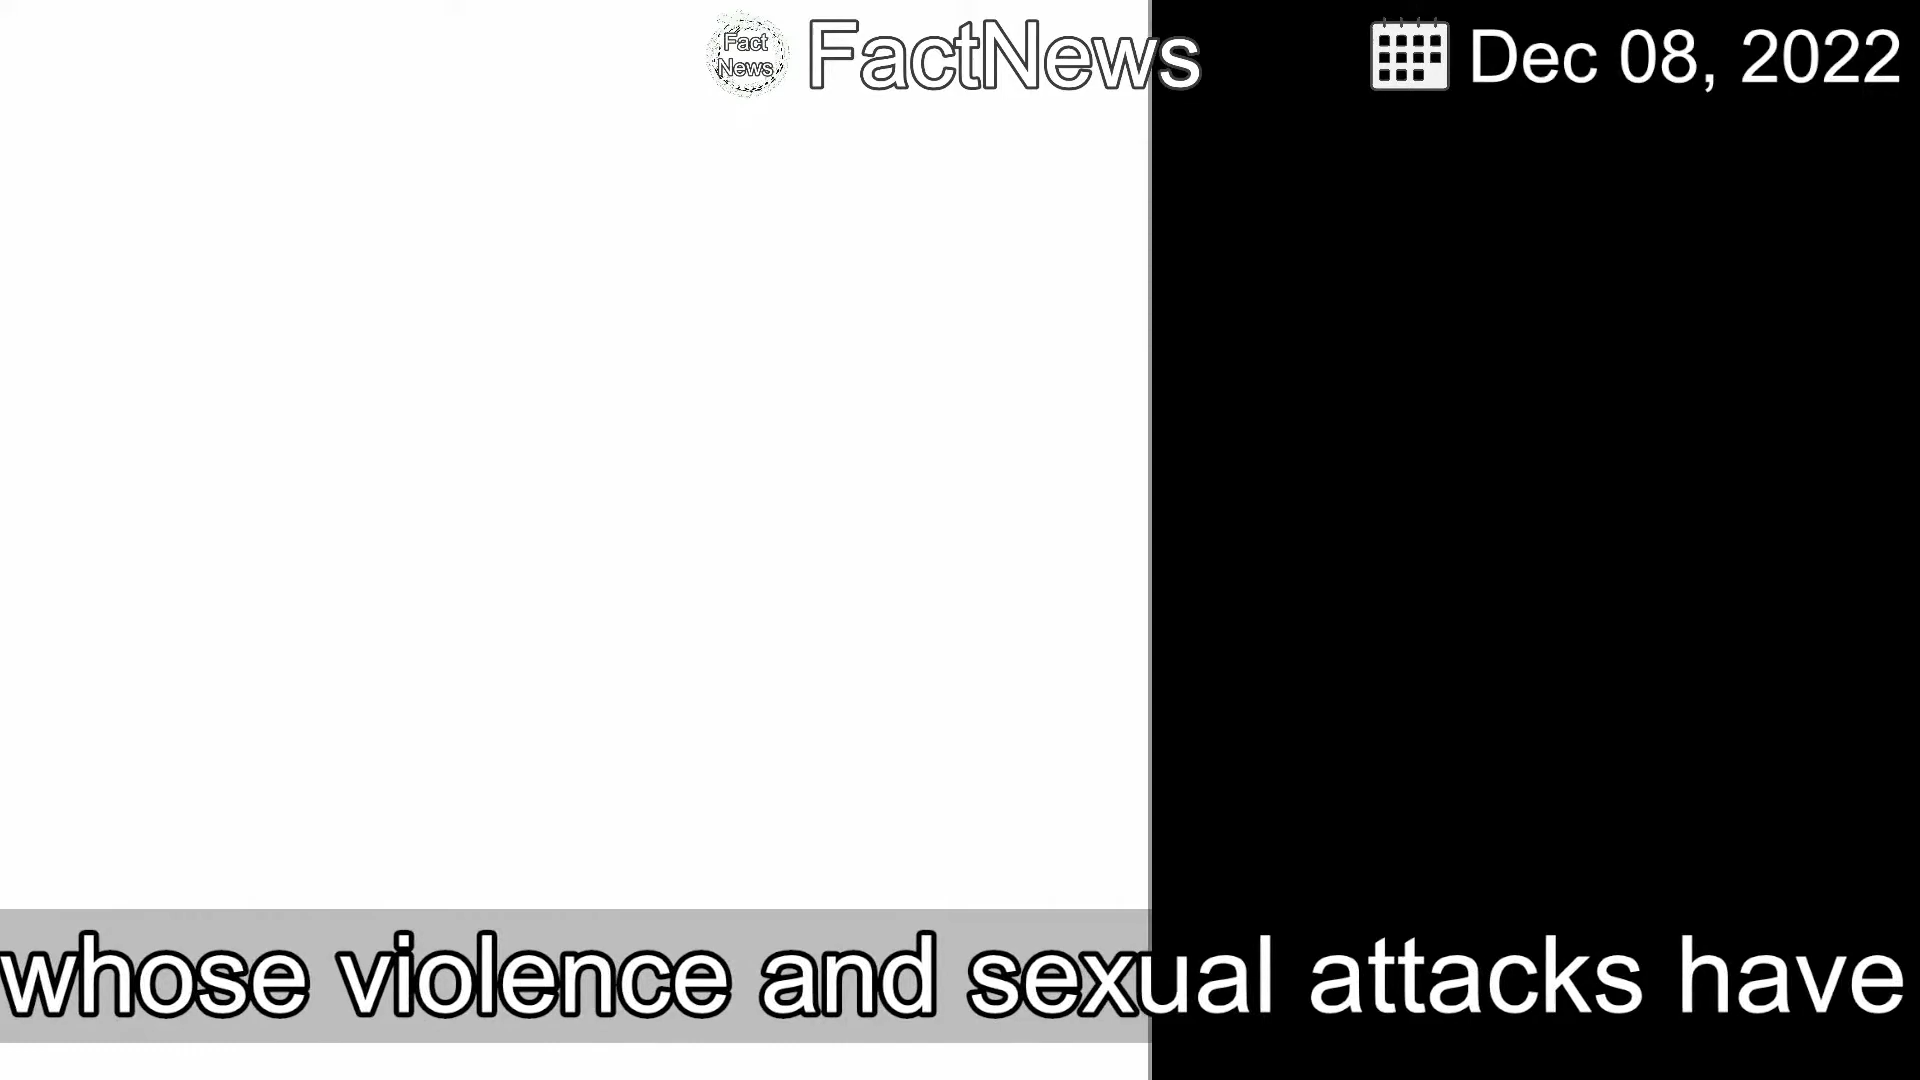 Fact
News
FactNews
Dec 08, 2022
whose violence and sexual attacks have